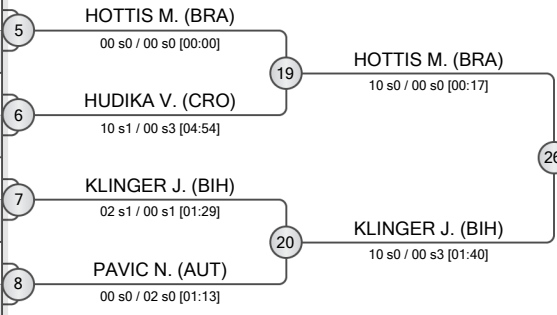 5
HOTTIS M. (BRA)
00 s0 / 00 s0 [00:00]
19
HOTTIS M. (BRA)
10 s0 / 00 s0 [00:17]
6
HUDIKA V. (CRO)
10 s1 / 00 s3 [04:54]
26
7
KLINGER J. (BIH)
02 s1 / 00 s1 [01:29]
20
KLINGER J. (BIH)
10 s0 / 00 s3 [01:40]
8
PAVIC N. (AUT)
00 s0 / 02 s0 [01:13]